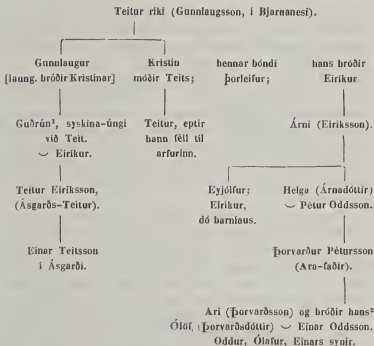 Teitur ríki (Gunnlaugsson, í Bjarnanesi).
Gunnlaugur Kristín hennar bóndi hans bróðir
[laung. bróðir Kristínar] móðir Teits; Þorleifur; Eiríkur
Guðrún¹, syskina-úngi Teitur, eptir Árni (Eiríksson).
við Teit. hann féll til
⌣ Eiríkur. arfurinn.
Teitur Eiríksson, Eyjólfur; Helga (Árnadóttir)
(Ásgarðs-Teitur). Eiríkur, ⌣ Pétur Oddsson.
dó barnlaus.
Einar Teitsson Þorvarður Pétursson
í Ásgarði. (Ara-faðir).
Ari (Þorvarðsson) og bróðir hans²
Ólöf, (Þorvarðsdóttir) ⌣ Einar Oddsson.
Oddur, Ólafur, Einars synir.